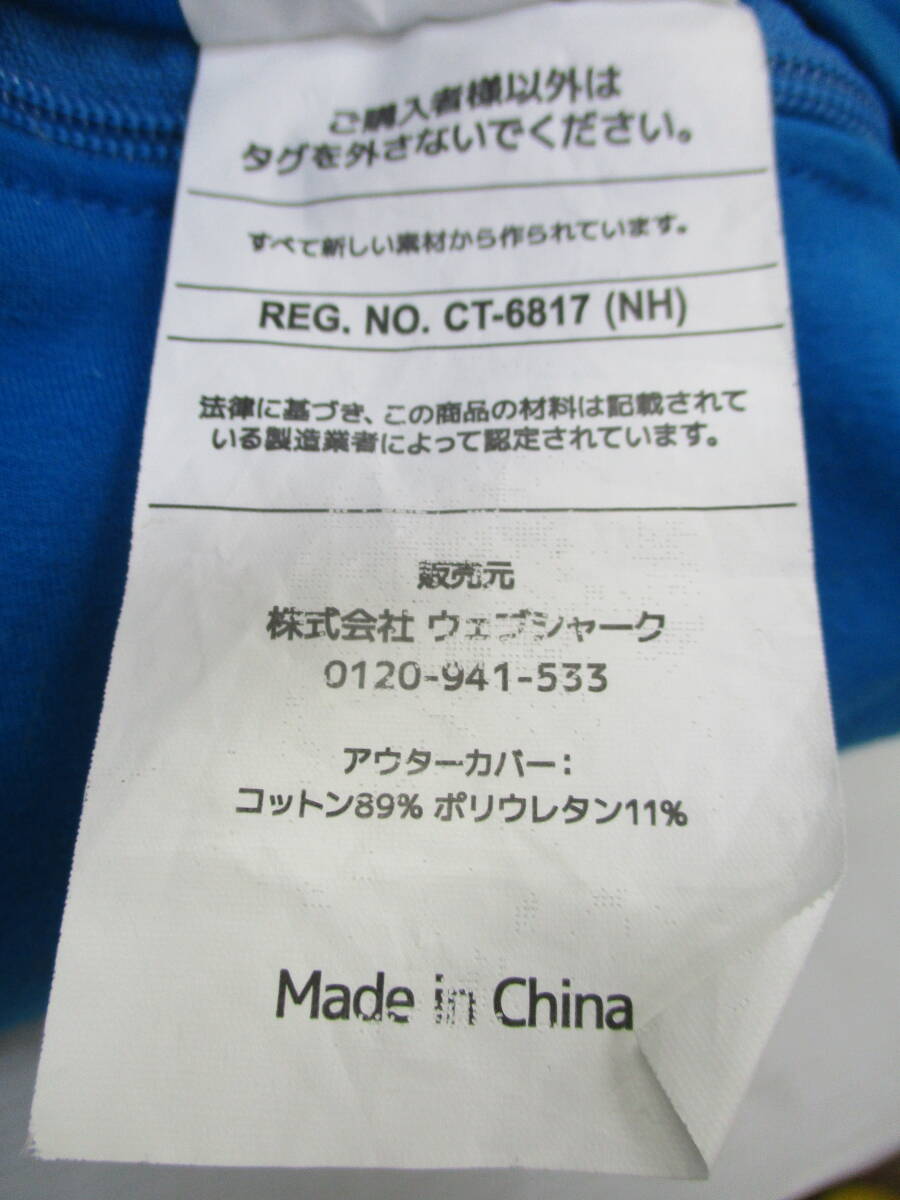 ご購入者様以外は
タグを外さないでください。
すべて新しい素材から作られています。
REG. NO. CT-6817 (NH)
法律に基づき、この商品の材料は記載されて
いる製造業者によって認定されています。
販売元
株式会社 ウェブシャーク
0120-941-533
アウターカバー:
コットン89% ポリウレタン11%
Made in China